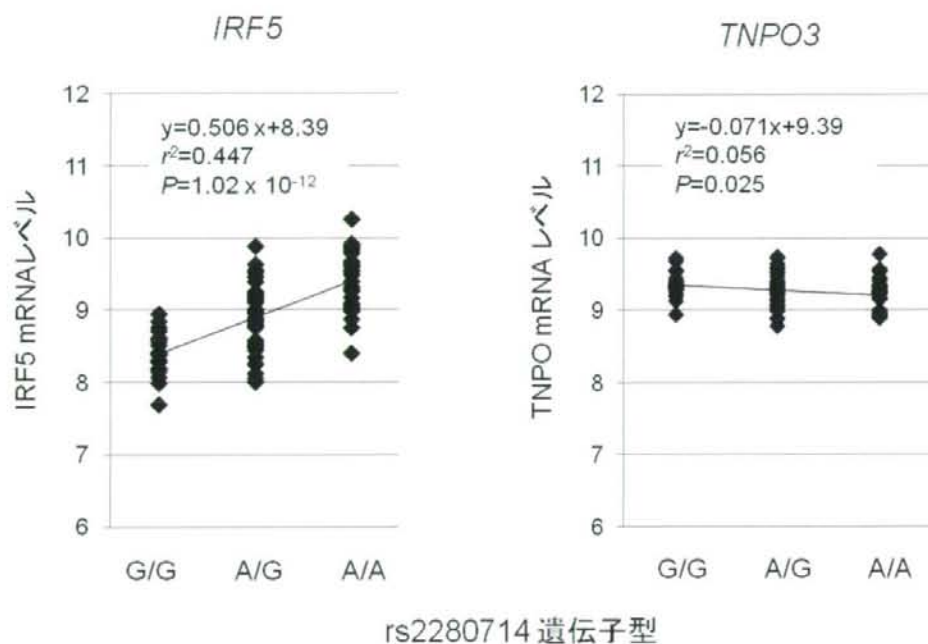 IRF5
TNPO3
12
11
10
9
8
7
6
y=0.506 x+8.39
r²=0.447
P=1.02 x 10⁻¹²
IRF5 mRNAレベル
G/G A/G A/A
12
11
10
9
8
7
6
y=-0.071x+9.39
r²=0.056
P=0.025
TNPO mRNA レベル
G/G A/G A/A
rs2280714 遺伝子型